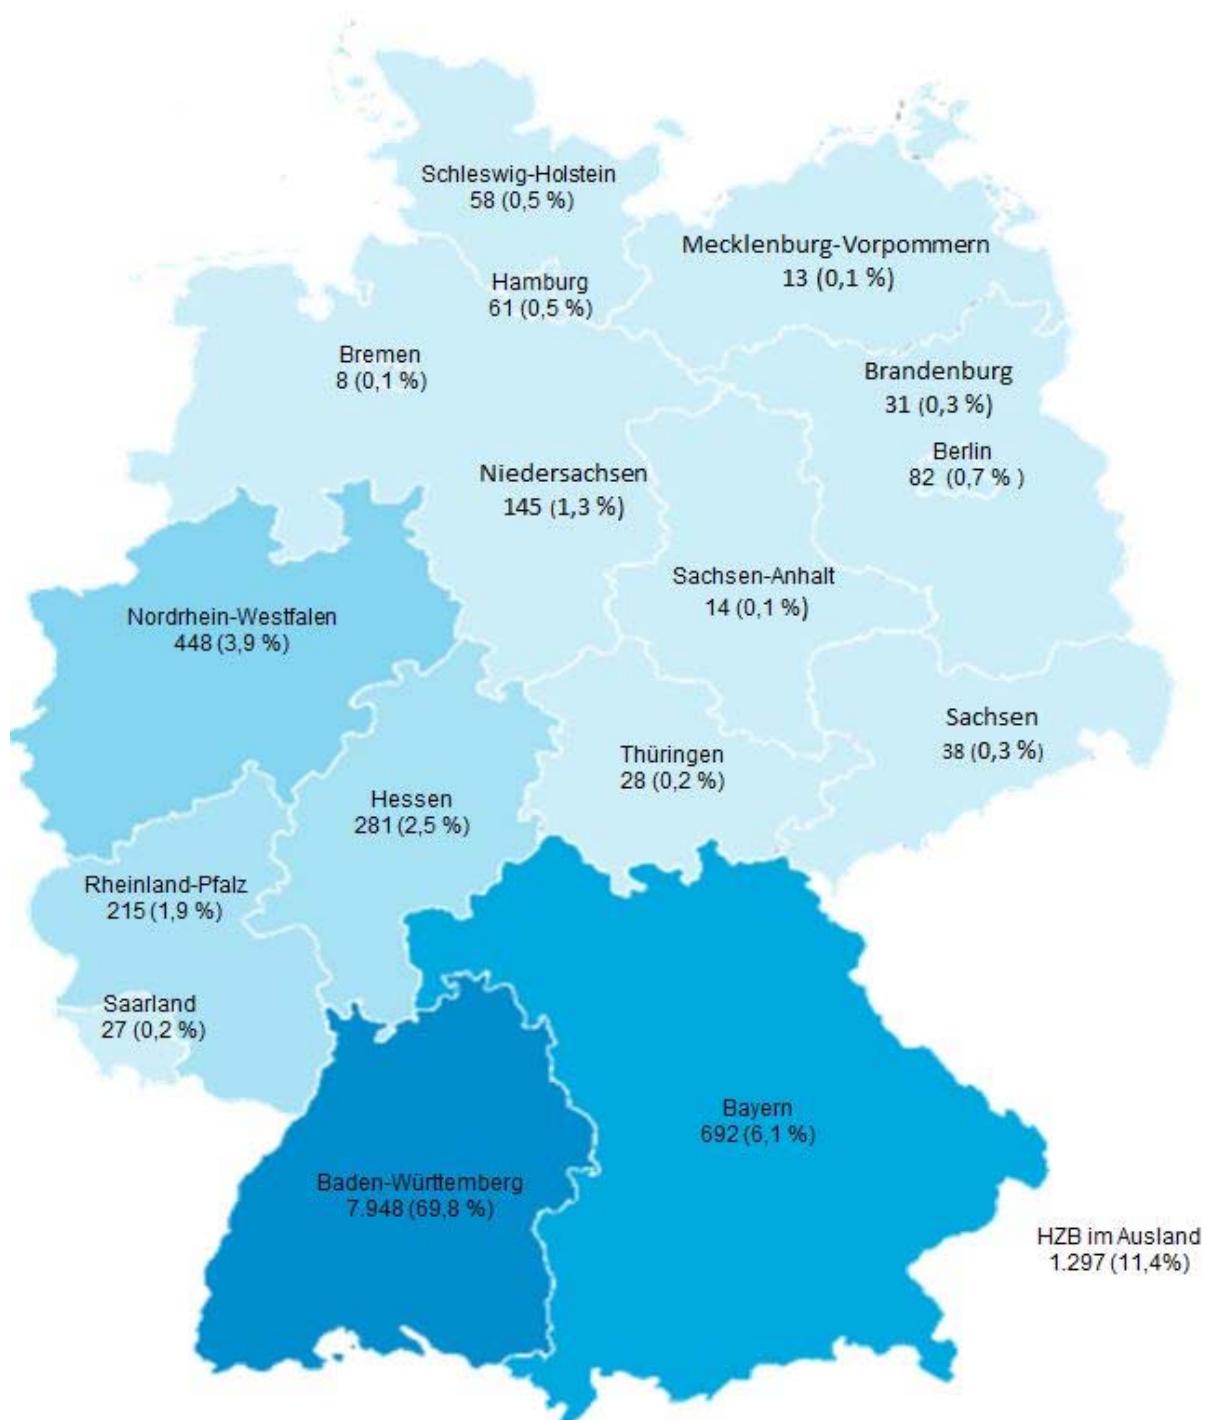 Schleswig-Holstein
58 (0,5 %)
Mecklenburg-Vorpommern
13 (0,1 %)
Hamburg
61 (0,5 %)
Bremen
8 (0,1 %)
Brandenburg
31 (0,3 %)
Berlin
82 (0,7 % )
Niedersachsen
145 (1,3 %)
Sachsen-Anhalt
14 (0,1 %)
Nordrhein-Westfalen
448 (3,9 %)
Sachsen
38 (0,3 %)
Thüringen
28 (0,2 %)
Hessen
281 (2,5 %)
Rheinland-Pfalz
215 (1,9 %)
Saarland
27 (0,2 %)
Bayern
692 (6,1 %)
Baden-Württemberg
7.948 (69,8 %)
HZB im Ausland
1.297 (11,4%)